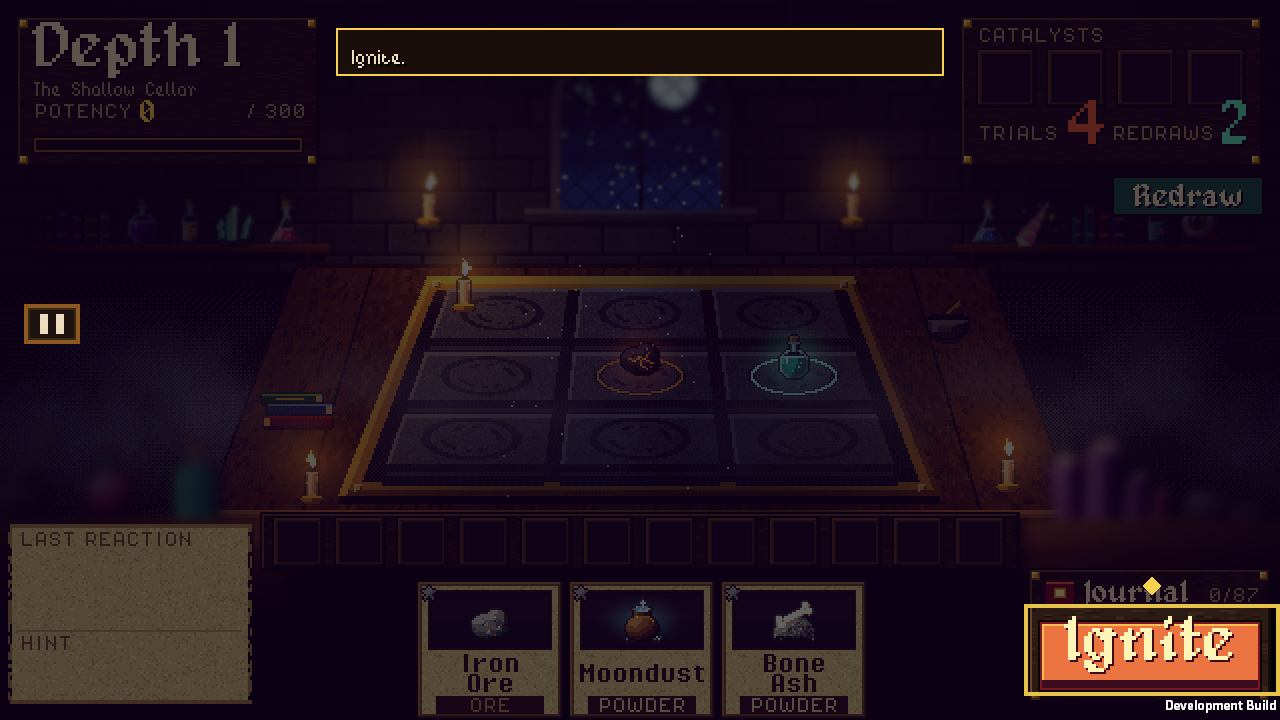 Depth 1
The Shallow Cellar
POTENCY 0 / 300
Ignite.
CATALYSTS
TRIALS 4 REDRAWS 2
Redraw
LAST REACTION
HINT
Iron
Ore
ORE
Moondust
POWDER
Bone
Ash
POWDER
Journal 0/87
Ignite
Development Build